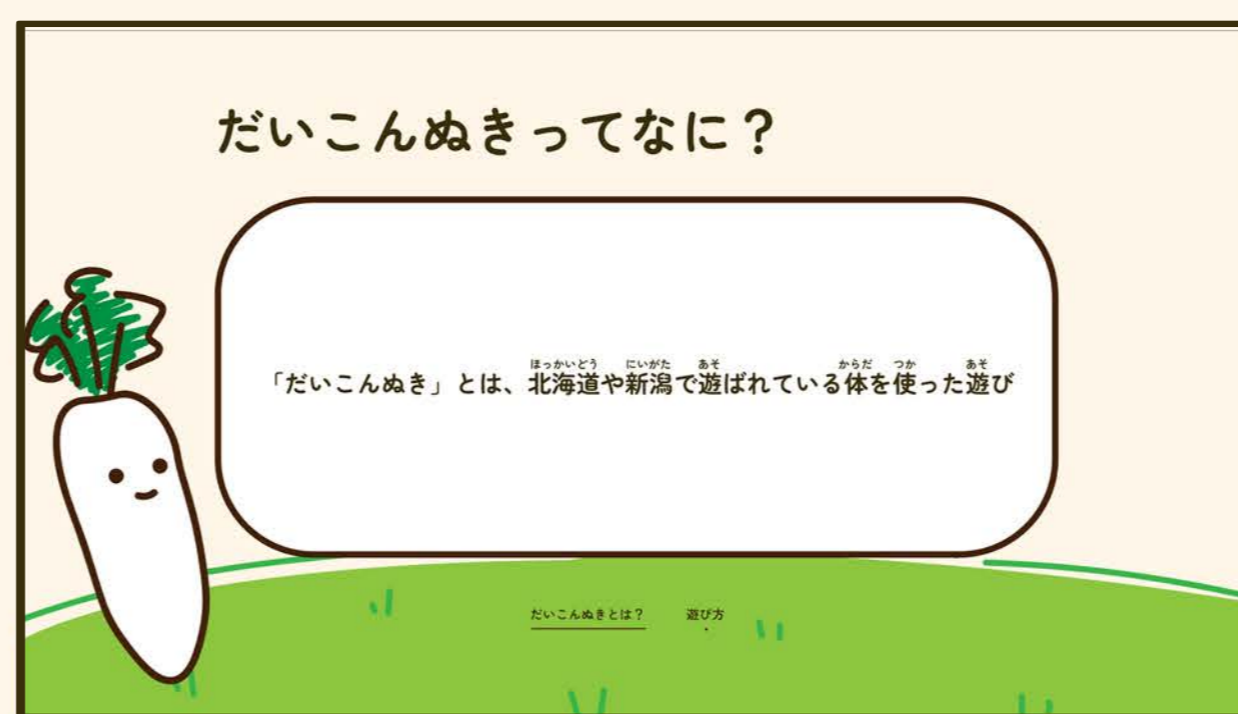 だいこんぬきってなに？
「だいこんぬき」とは、北海道や新潟で遊ばれている体を使った遊び
ほっかいどう にいがた あそ からだ つか あそ
だいこんぬきとは？ 遊び方